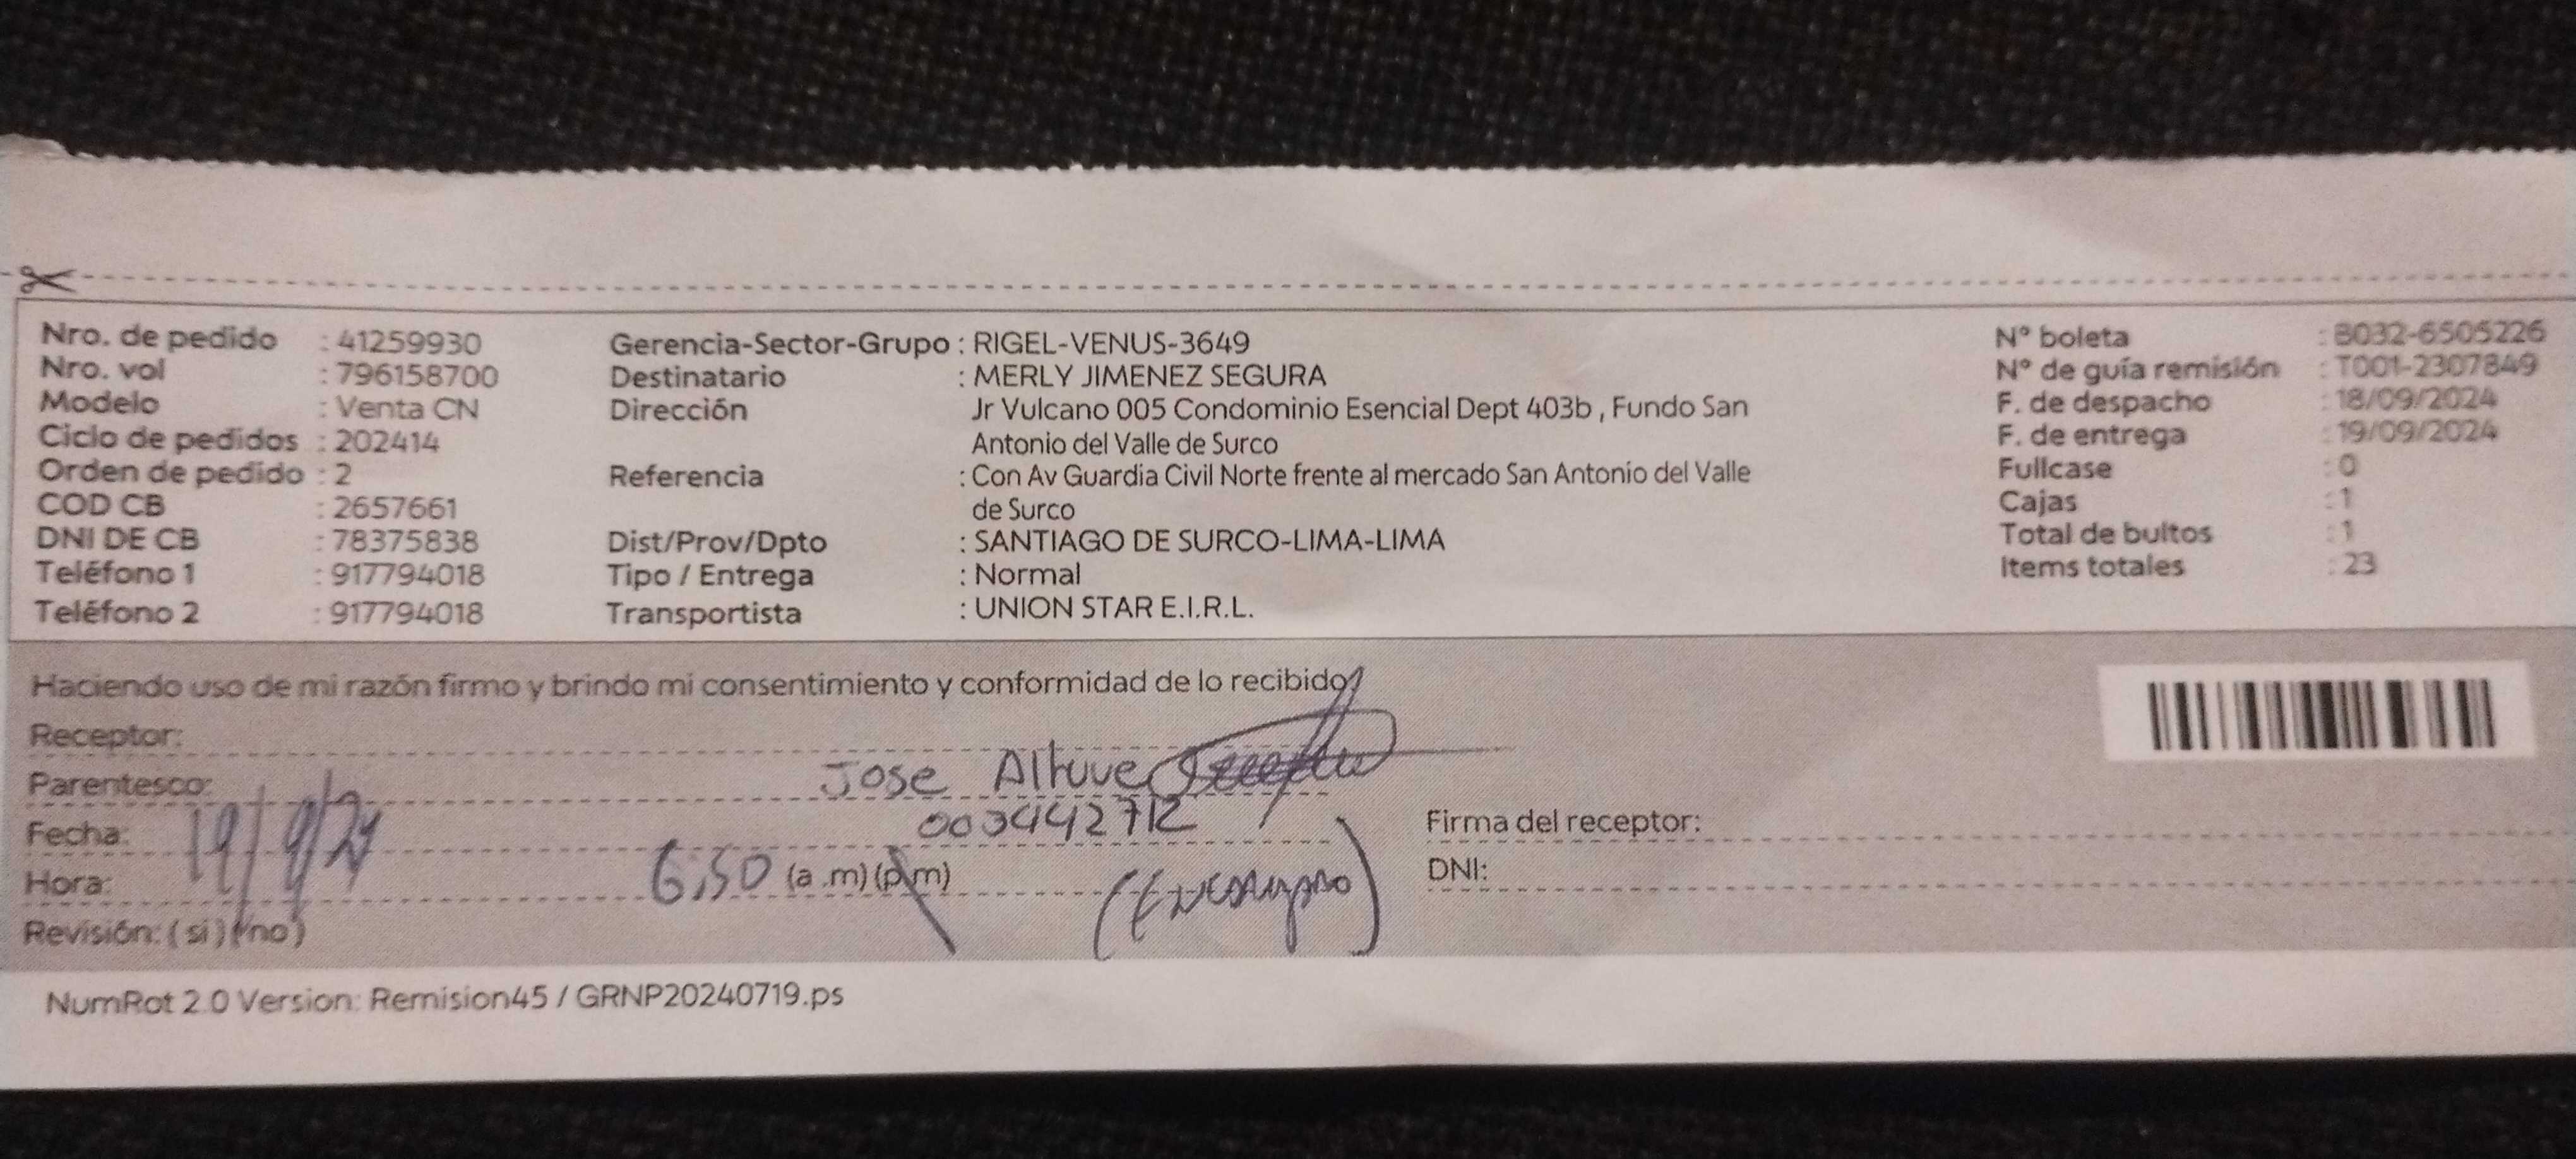 Nro. de pedido : 41259930
Nro. vol : 796158700
Modelo : Venta CN
Ciclo de pedidos : 202414
Orden de pedido : 2
COD CB : 2657661
DNI DE CB : 78375838
Teléfono 1 : 917794018
Teléfono 2 : 917794018
Gerencia-Sector-Grupo : RIGEL-VENUS-3649
Destinatario : MERLY JIMENEZ SEGURA
Dirección Jr Vulcano 005 Condominio Esencial Dept 403b , Fundo San
Antonio del Valle de Surco
Referencia : Con Av Guardia Civil Norte frente al mercado San Antonio del Valle
de Surco
Dist/Prov/Dpto : SANTIAGO DE SURCO-LIMA-LIMA
Tipo / Entrega : Normal
Transportista : UNION STAR E.I.R.L.
N° boleta : B032-6505226
N° de guía remisión : T001-2307849
F. de despacho : 18/09/2024
F. de entrega : 19/09/2024
Fullcase : 0
Cajas : 1
Total de bultos : 1
Items totales : 23
Haciendo uso de mi razón firmo y brindo mi consentimiento y conformidad de lo recibido
Receptor:
Parentesco: Jose Altuve
Fecha: 19/9/24 003442712
Hora: 6,50 (a .m) (p.m)
Revisión: ( si ) ( no )
Firma del receptor:
DNI:
NumRot 2.0 Version: Remision45 / GRNP20240719.ps